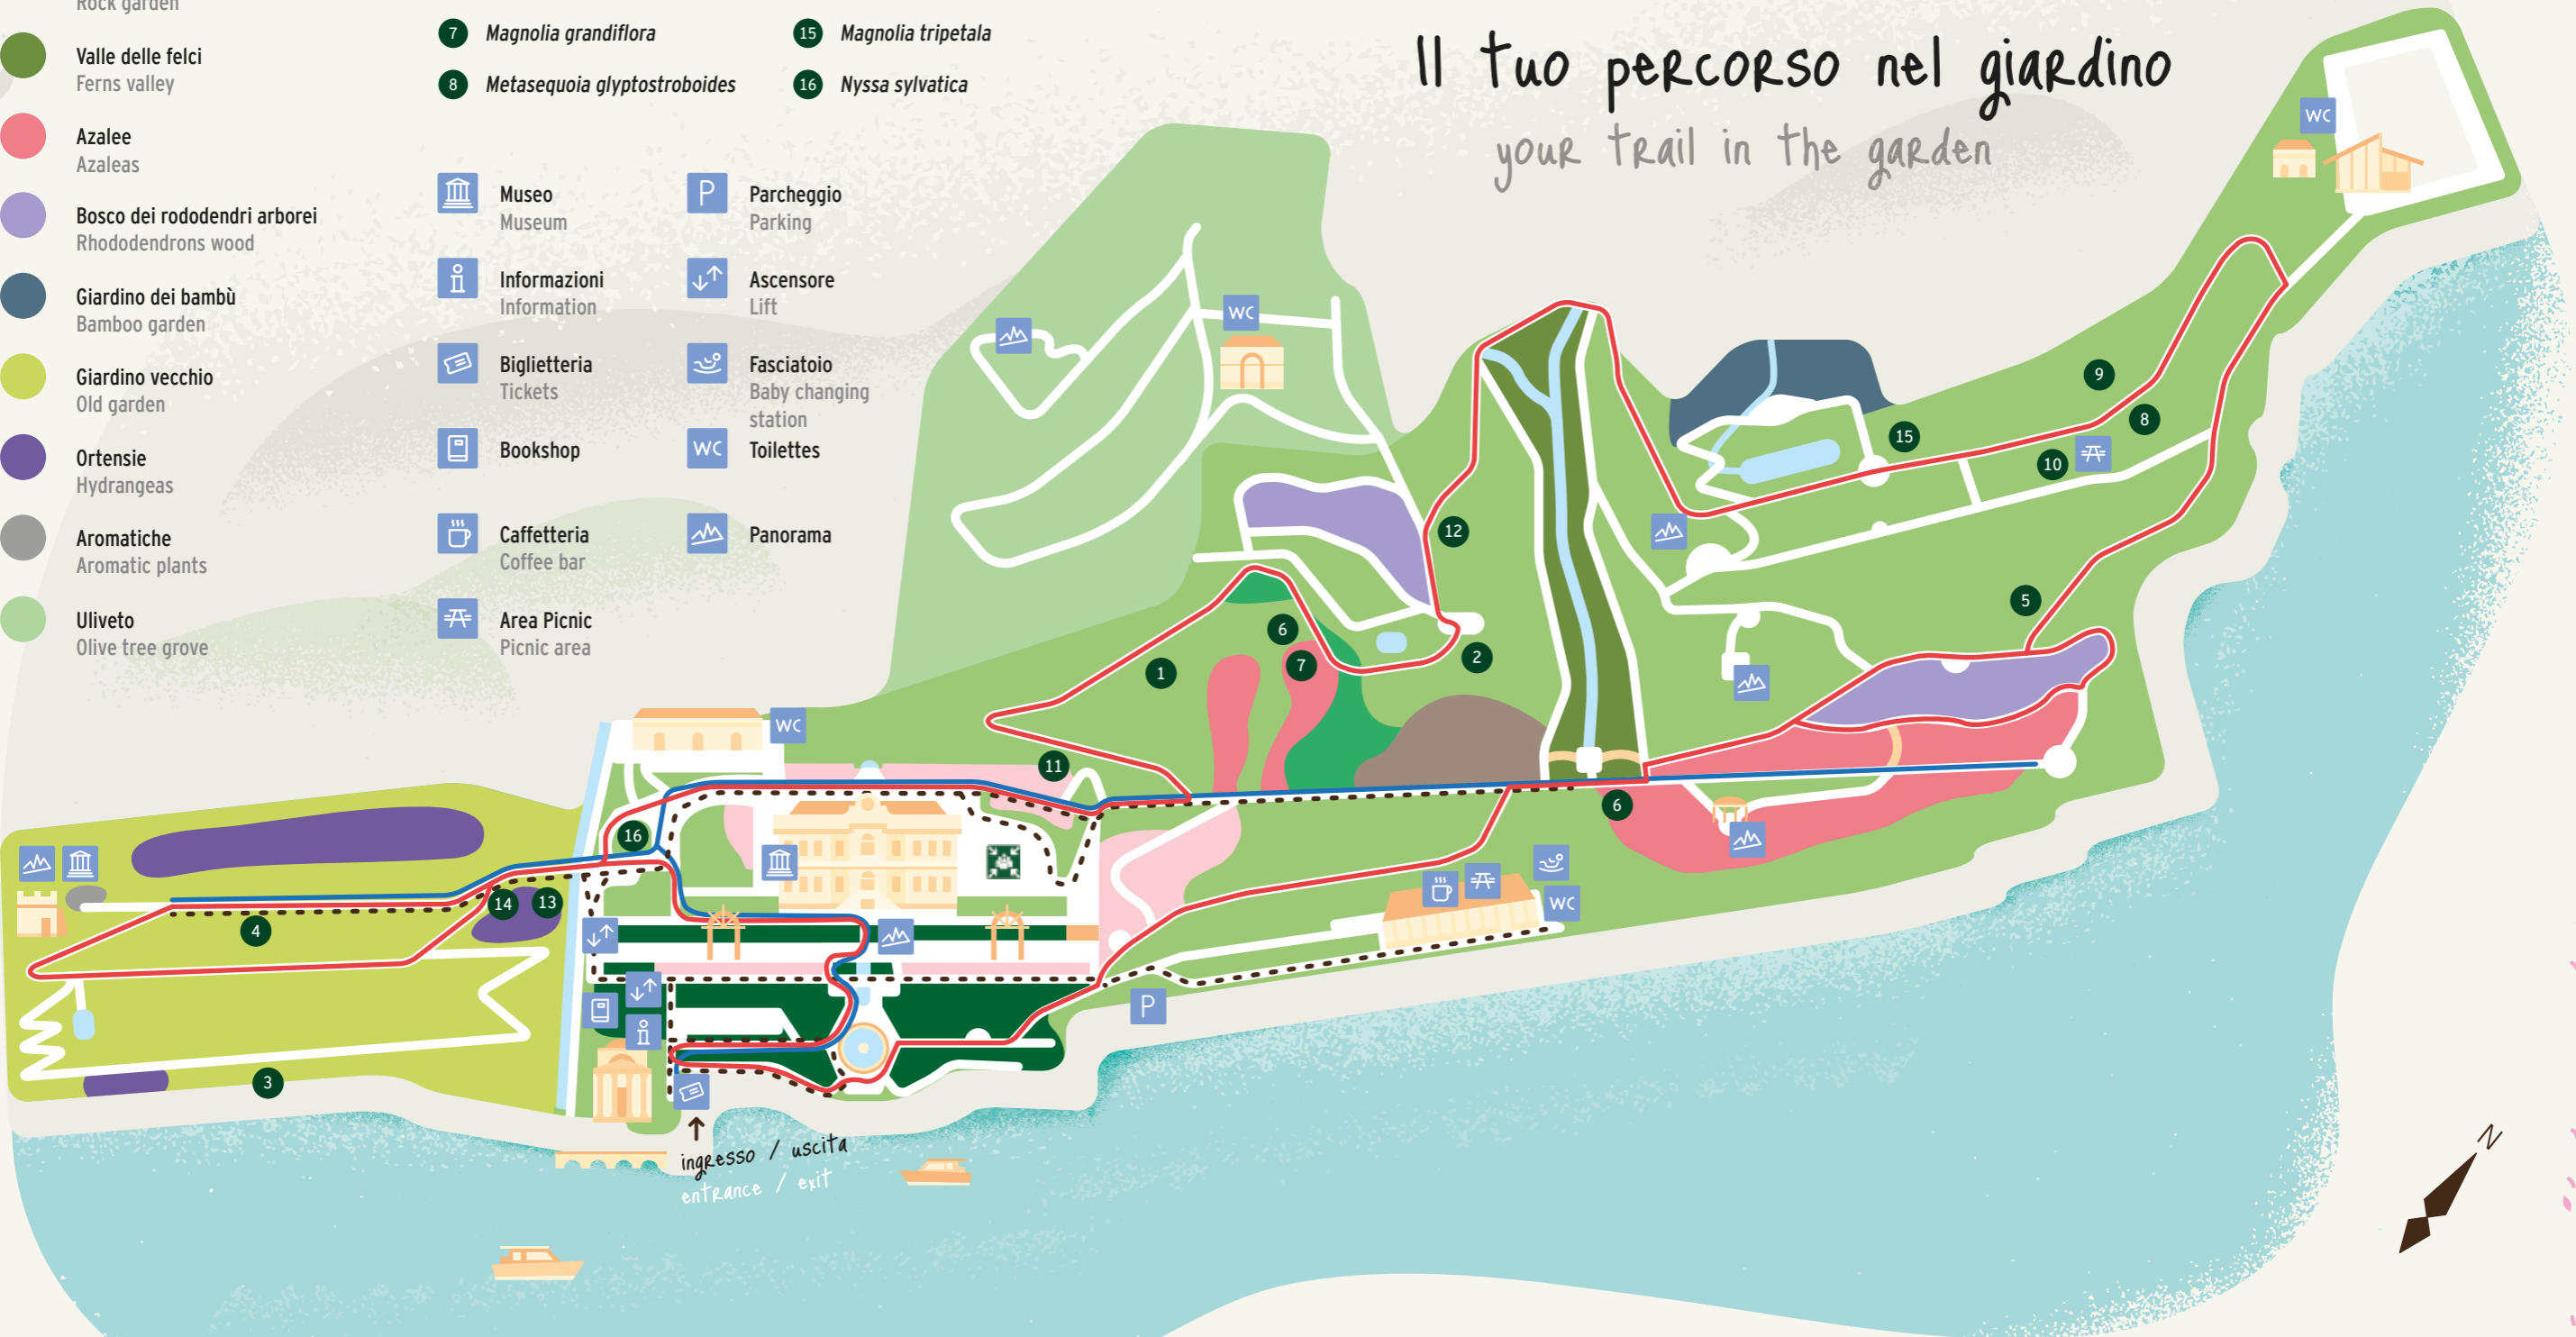 Rock garden
Valle delle felci
Ferns valley
Azalee
Azaleas
Bosco dei rododendri arborei
Rhododendrons wood
Giardino dei bambù
Bamboo garden
Giardino vecchio
Old garden
Ortensie
Hydrangeas
Aromatiche
Aromatic plants
Uliveto
Olive tree grove
7 Magnolia grandiflora
8 Metasequoia glyptostroboides
15 Magnolia tripetala
16 Nyssa sylvatica
Museo
Museum
Informazioni
Information
Biglietteria
Tickets
Bookshop
Caffetteria
Coffee bar
Area Picnic
Picnic area
P
Parcheggio
Parking
Ascensore
Lift
Fasciatoio
Baby changing
station
WC
Toilettes
Panorama
Il tuo percorso nel giardino
your trail in the garden
WC
WC
9
8
15
10
12
5
6
1
7
2
WC
11
6
16
14
13
4
WC
P
3
ingresso / uscita
entrance / exit
N